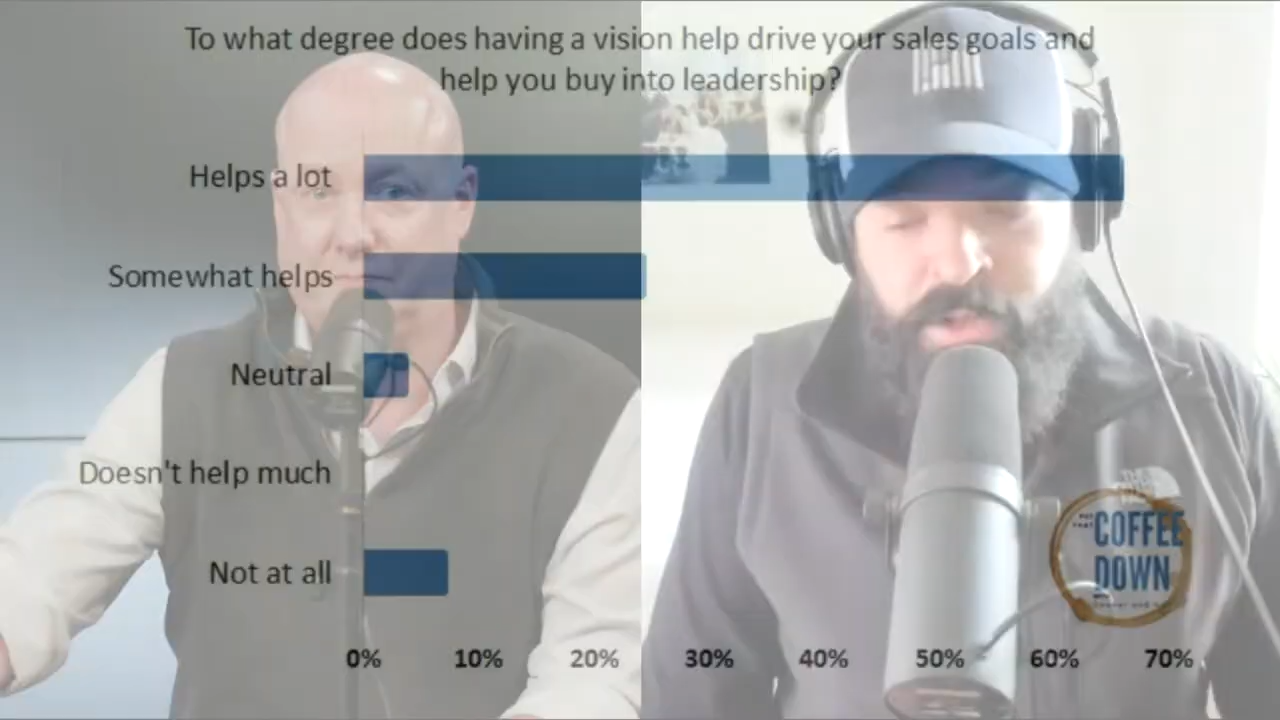 To what degree does having a vision help drive your sales goals and
help you buy into leadership?
Helps a lot
Somewhat helps
Neutral
Doesn't help much
Not at all
0% 10% 20% 30% 40% 50% 60% 70%
PUT
THAT
COFFEE
DOWN